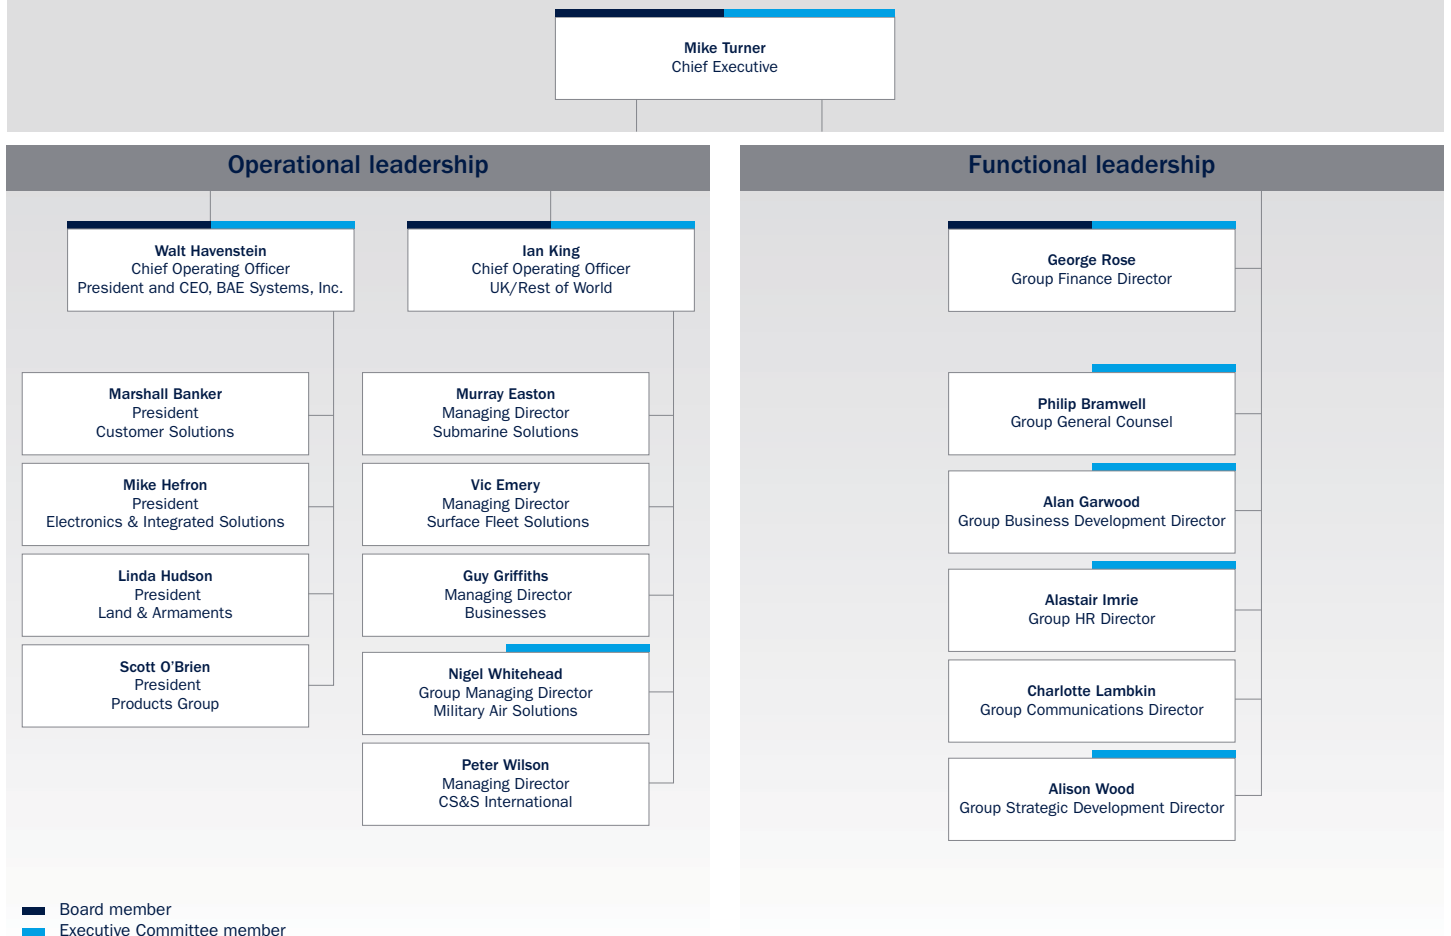 Mike Turner
Chief Executive
Operational leadership
Walt Havenstein
Chief Operating Officer
President and CEO, BAE Systems, Inc.
Ian King
Chief Operating Officer
UK/Rest of World
Marshall Banker
President
Customer Solutions
Mike Hefron
President
Electronics & Integrated Solutions
Linda Hudson
President
Land & Armaments
Scott O’Brien
President
Products Group
Murray Easton
Managing Director
Submarine Solutions
Vic Emery
Managing Director
Surface Fleet Solutions
Guy Griffiths
Managing Director
Businesses
Nigel Whitehead
Group Managing Director
Military Air Solutions
Peter Wilson
Managing Director
CS&S International
Board member
Executive Committee member
Functional leadership
George Rose
Group Finance Director
Philip Bramwell
Group General Counsel
Alan Garwood
Group Business Development Director
Alastair Imrie
Group HR Director
Charlotte Lambkin
Group Communications Director
Alison Wood
Group Strategic Development Director